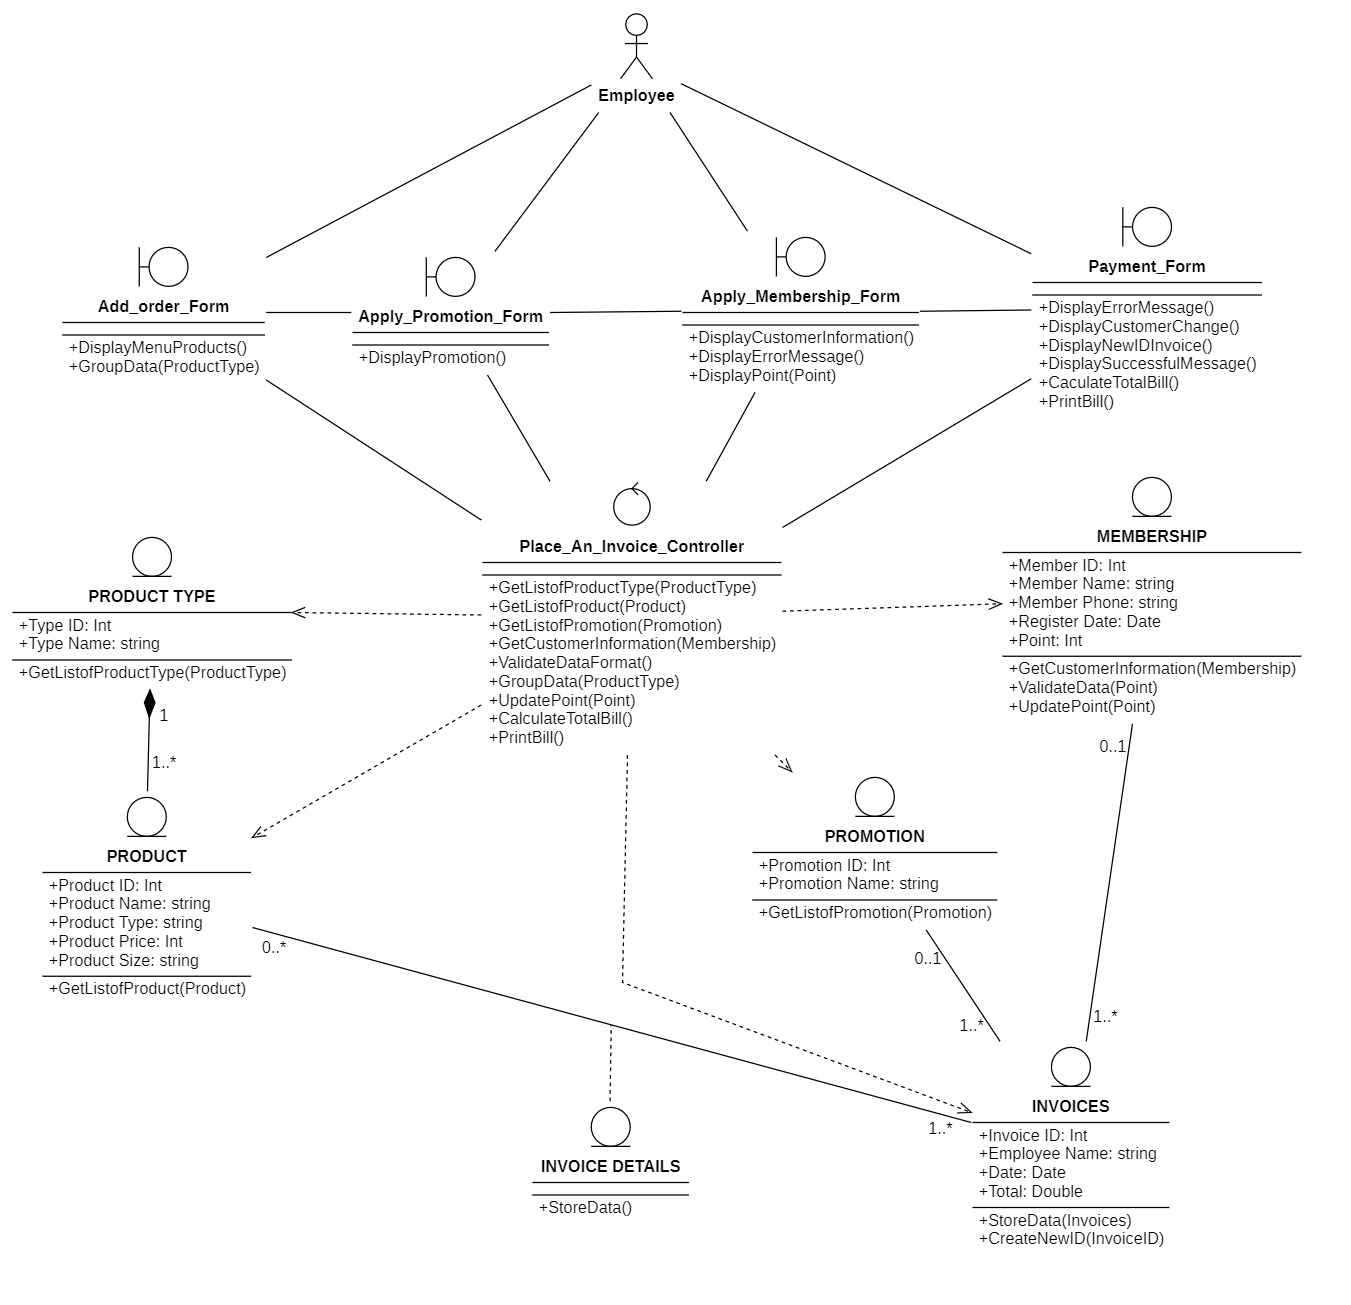 Employee
Add_order_Form
+DisplayMenuProducts()
+GroupData(ProductType)
Apply_Promotion_Form
+DisplayPromotion()
Apply_Membership_Form
+DisplayCustomerInformation()
+DisplayErrorMessage()
+DisplayPoint(Point)
Payment_Form
+DisplayErrorMessage()
+DisplayCustomerChange()
+DisplayNewIDInvoice()
+DisplaySuccessfulMessage()
+CaculateTotalBill()
+PrintBill()
Place_An_Invoice_Controller
+GetListofProductType(ProductType)
+GetListofProduct(Product)
+GetListofPromotion(Promotion)
+GetCustomerInformation(Membership)
+ValidateDataFormat()
+GroupData(ProductType)
+UpdatePoint(Point)
+CalculateTotalBill()
+PrintBill()
MEMBERSHIP
+Member ID: Int
+Member Name: string
+Member Phone: string
+Register Date: Date
+Point: Int
+GetCustomerInformation(Membership)
+ValidateData(Point)
+UpdatePoint(Point)
PRODUCT TYPE
+Type ID: Int
+Type Name: string
+GetListofProductType(ProductType)
1
1..*
PRODUCT
+Product ID: Int
+Product Name: string
+Product Type: string
+Product Price: Int
+Product Size: string
+GetListofProduct(Product)
0..*
PROMOTION
+Promotion ID: Int
+Promotion Name: string
+GetListofPromotion(Promotion)
0..1
1..*
0..1
1..*
INVOICES
1..*
+Invoice ID: Int
+Employee Name: string
+Date: Date
+Total: Double
+StoreData(Invoices)
+CreateNewID(InvoiceID)
INVOICE DETAILS
+StoreData()